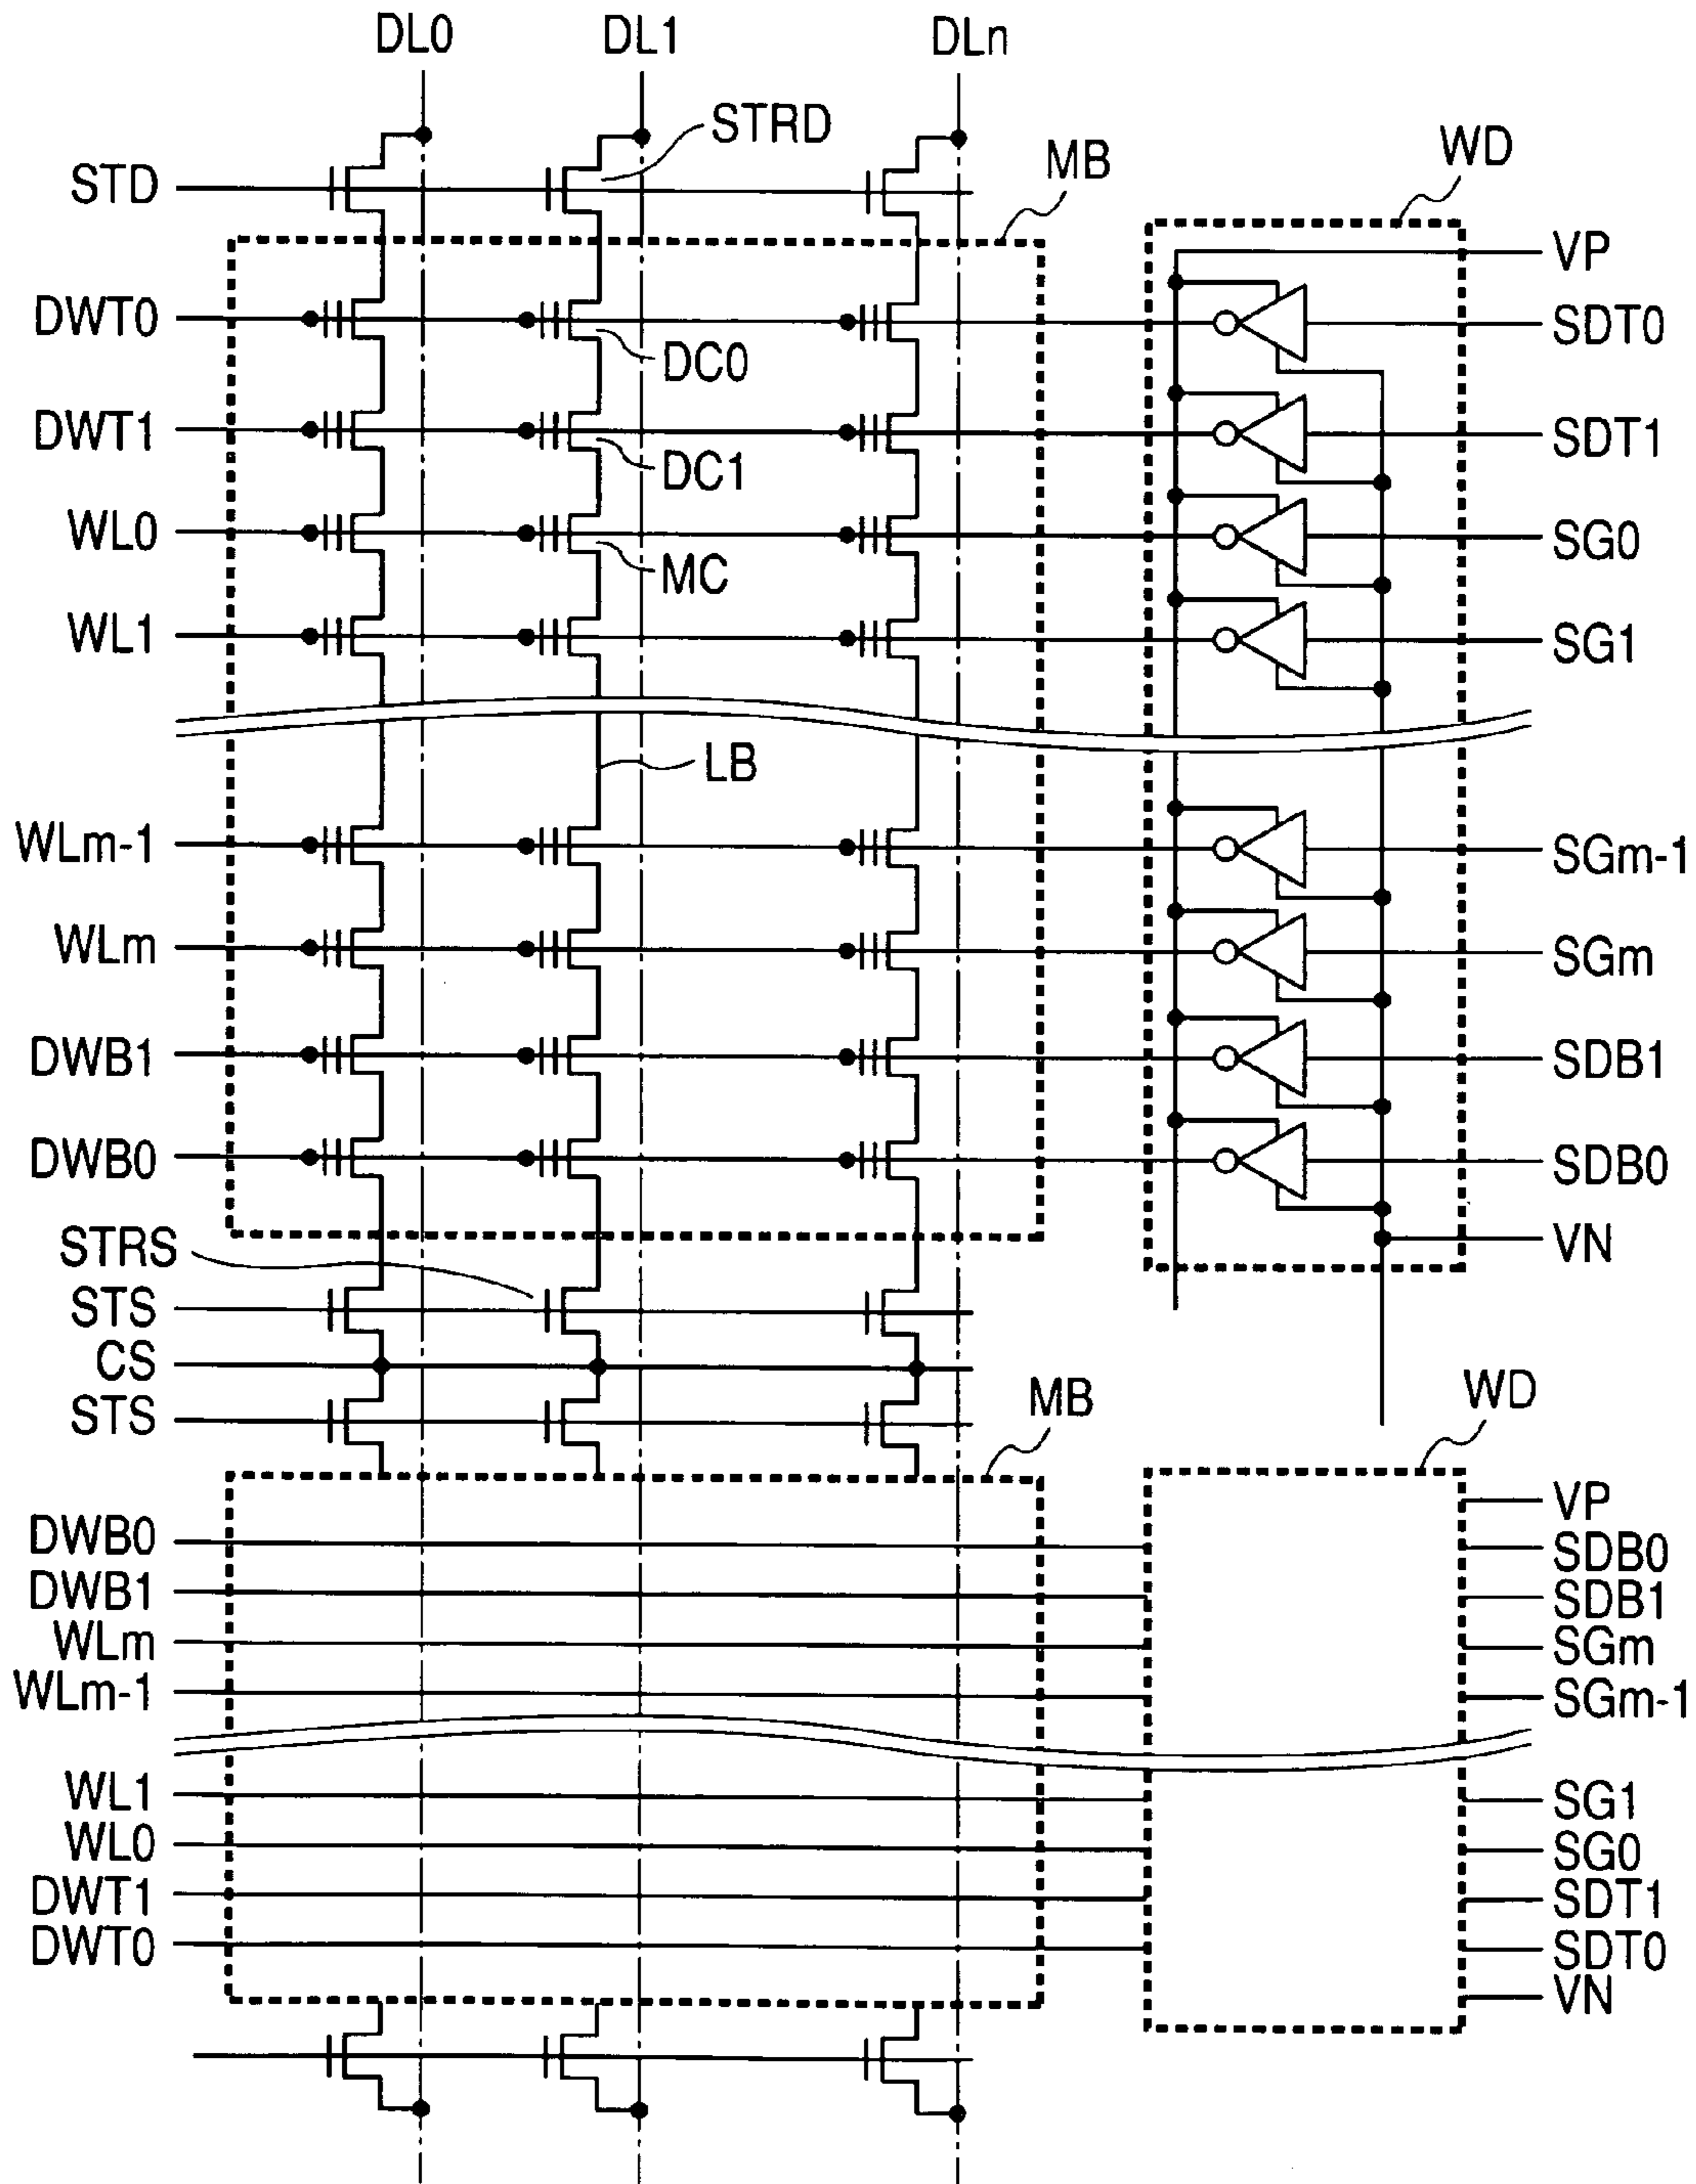 DL0 DL1 DLn
STRD
MB
WD
STD
VP
DWT0 SDT0
DC0
DWT1 SDT1
DC1
WL0 SG0
MC
WL1 SG1
LB
WLm-1 SGm-1
WLm SGm
DWB1 SDB1
DWB0 SDB0
STRS VN
STS
CS
STS MB WD
VP
DWB0 SDB0
DWB1 SDB1
WLm SGm
WLm-1 SGm-1
WL1 SG1
WL0 SG0
DWT1 SDT1
DWT0 SDT0
VN